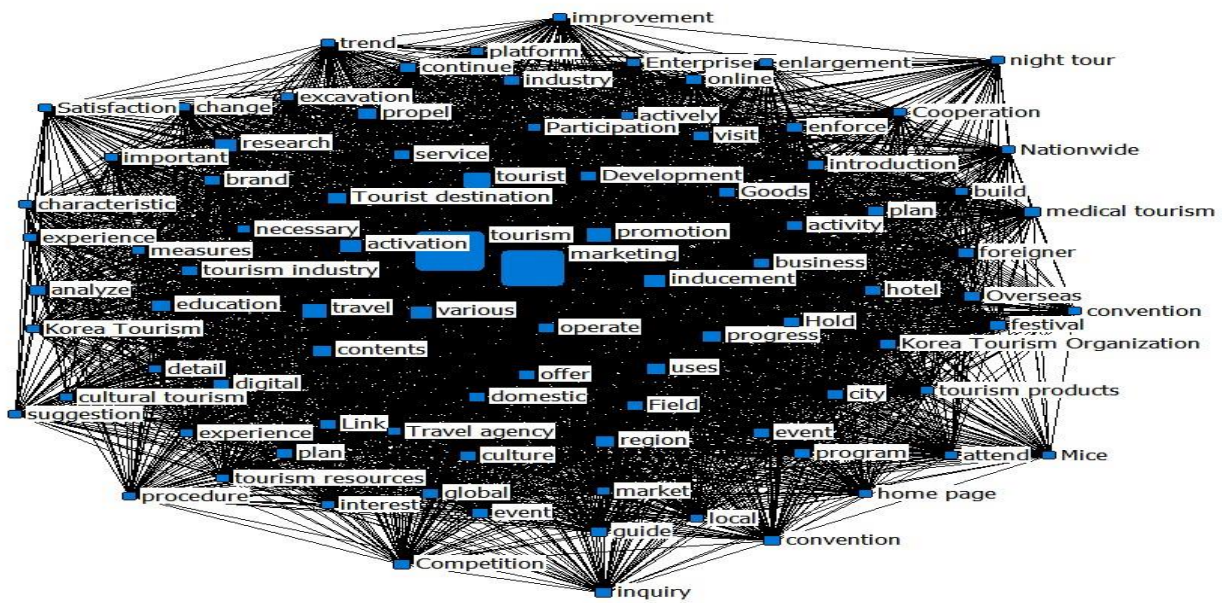 improvement
trend
platform
continue
industry
Enterprise
enlargement
online
night tour
Satisfaction
change
excavation
propel
Participation
actively
visit
enforce
Cooperation
important
research
service
tourist
Development
introduction
Nationwide
brand
Tourist destination
Goods
build
characteristic
plan
medical tourism
necessary
activation
tourism
promotion
activity
experience
measures
marketing
foreigner
tourism industry
business
inducement
analyze
education
travel
various
hotel
Overseas
convention
Korea Tourism
operate
Hold
festival
progress
Korea Tourism Organization
contents
detail
digital
offer
uses
cultural tourism
domestic
Field
city
tourism products
suggestion
experience
Link
Travel agency
region
event
plan
culture
program
attend
Mice
tourism resources
procedure
interest
global
market
home page
event
guide
local
convention
Competition
inquiry